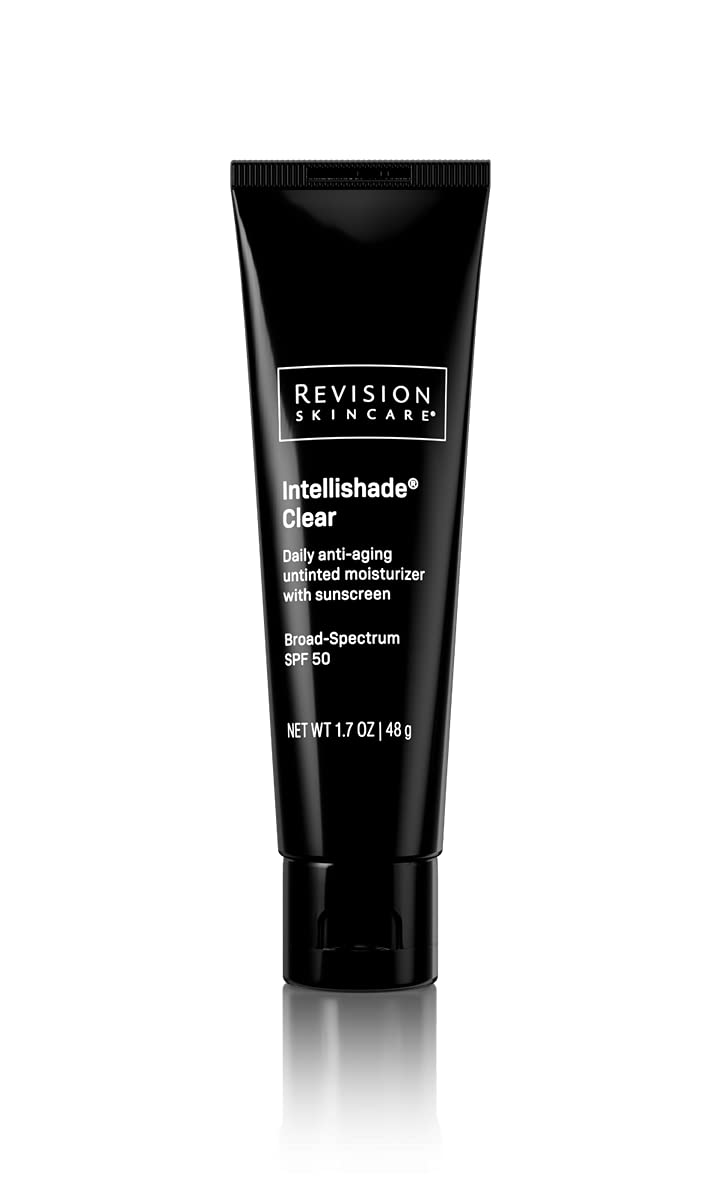 REVISION
SKINCARE®
Intellishade®
Clear
Daily anti-aging
untinted moisturizer
with sunscreen
Broad-Spectrum
SPF 50
NET WT 1.7 OZ | 48 g